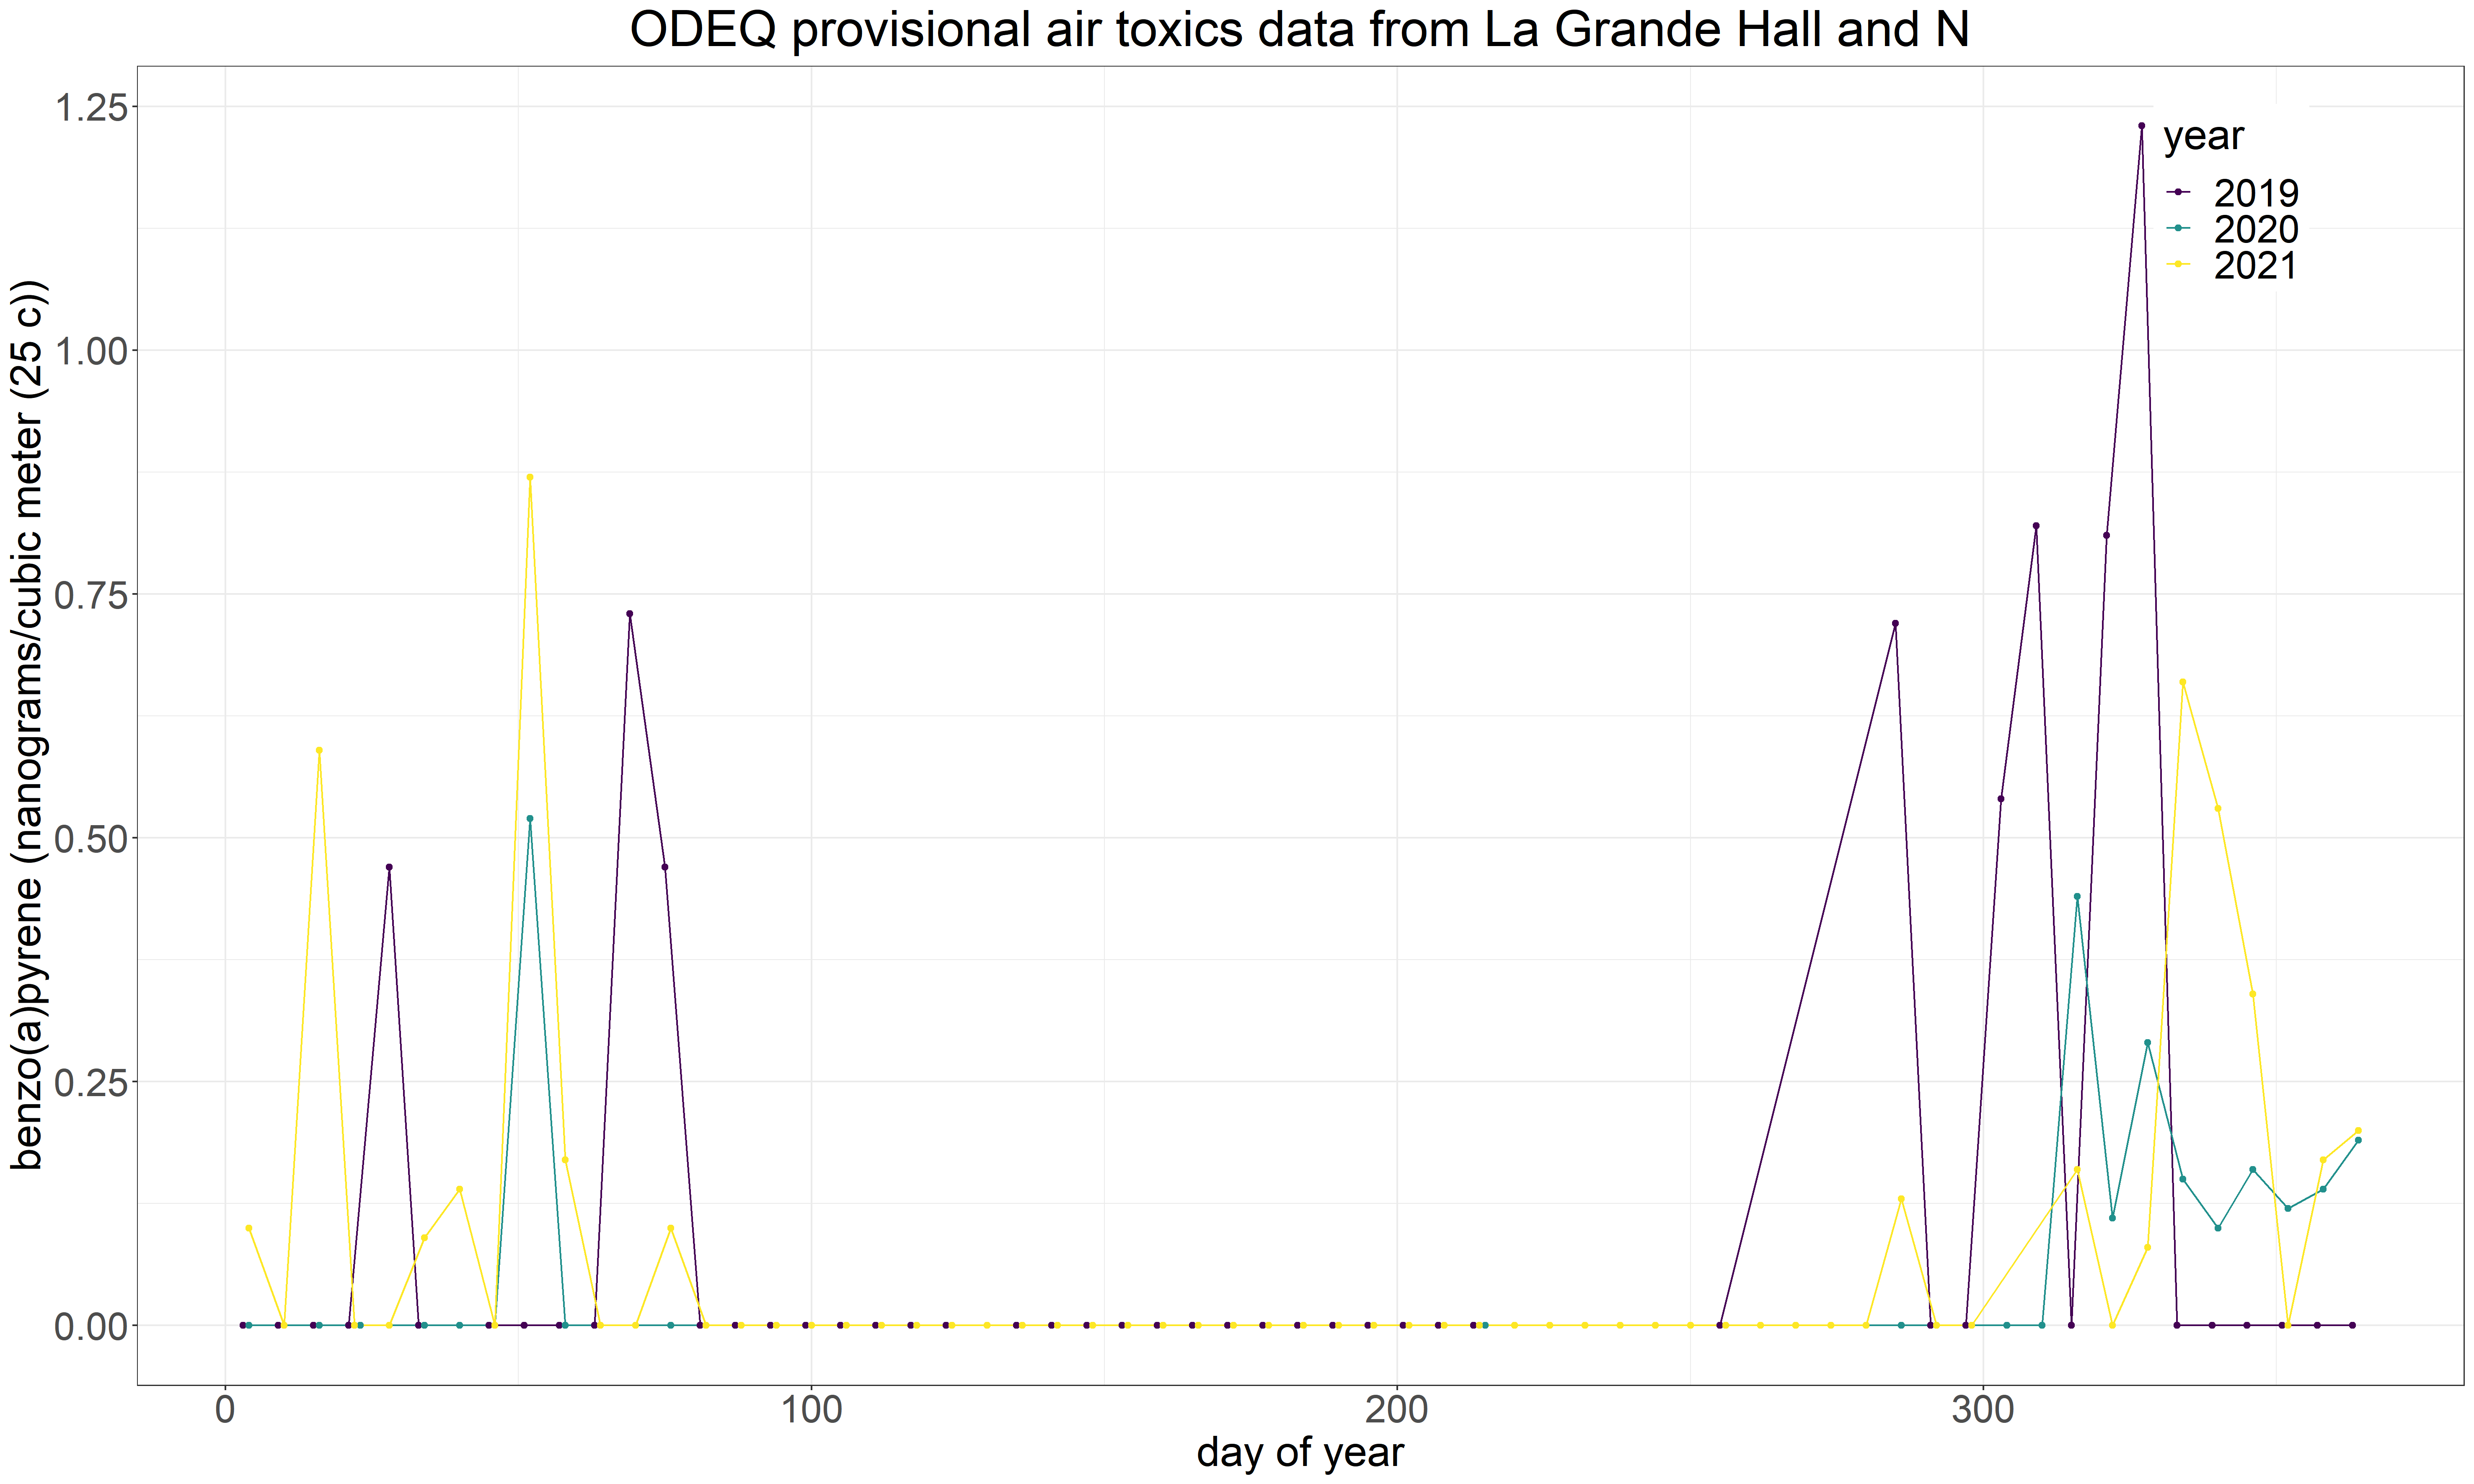 ODEQ provisional air toxics data from La Grande Hall and N
benzo(a)pyrene (nanograms/cubic meter (25 c))
1.25
1.00
0.75
0.50
0.25
0.00
year
2019
2020
2021
0 100 200 300
day of year